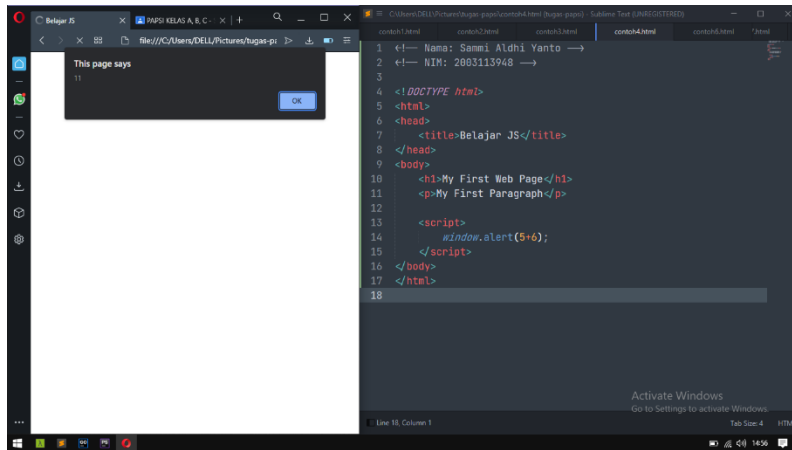 Belajar JS
PAPSI KELAS A, B, C -
file:///C:/Users/DELL/Pictures/tugas-pa
This page says
11
OK
C:\Users\DELL\Pictures\tugas-papsi\contoh4.html (tugas-papsi) - Sublime Text (UNREGISTERED)
contoh1.html contoh2.html contoh3.html contoh4.html contoh6.html *.html
1 <!-- Nama: Sammi Aldhi Yanto -->
2 <!-- NIM: 2003113948 -->
3
4 <!DOCTYPE html>
5 <html>
6 <head>
7 <title>Belajar JS</title>
8 </head>
9 <body>
10 <h1>My First Web Page</h1>
11 <p>My First Paragraph</p>
12
13 <script>
14 window.alert(5+6);
15 </script>
16 </body>
17 </html>
18
Activate Windows
Go to Settings to activate Windows.
Line 18, Column 1
Tab Size: 4 HTM
14:56